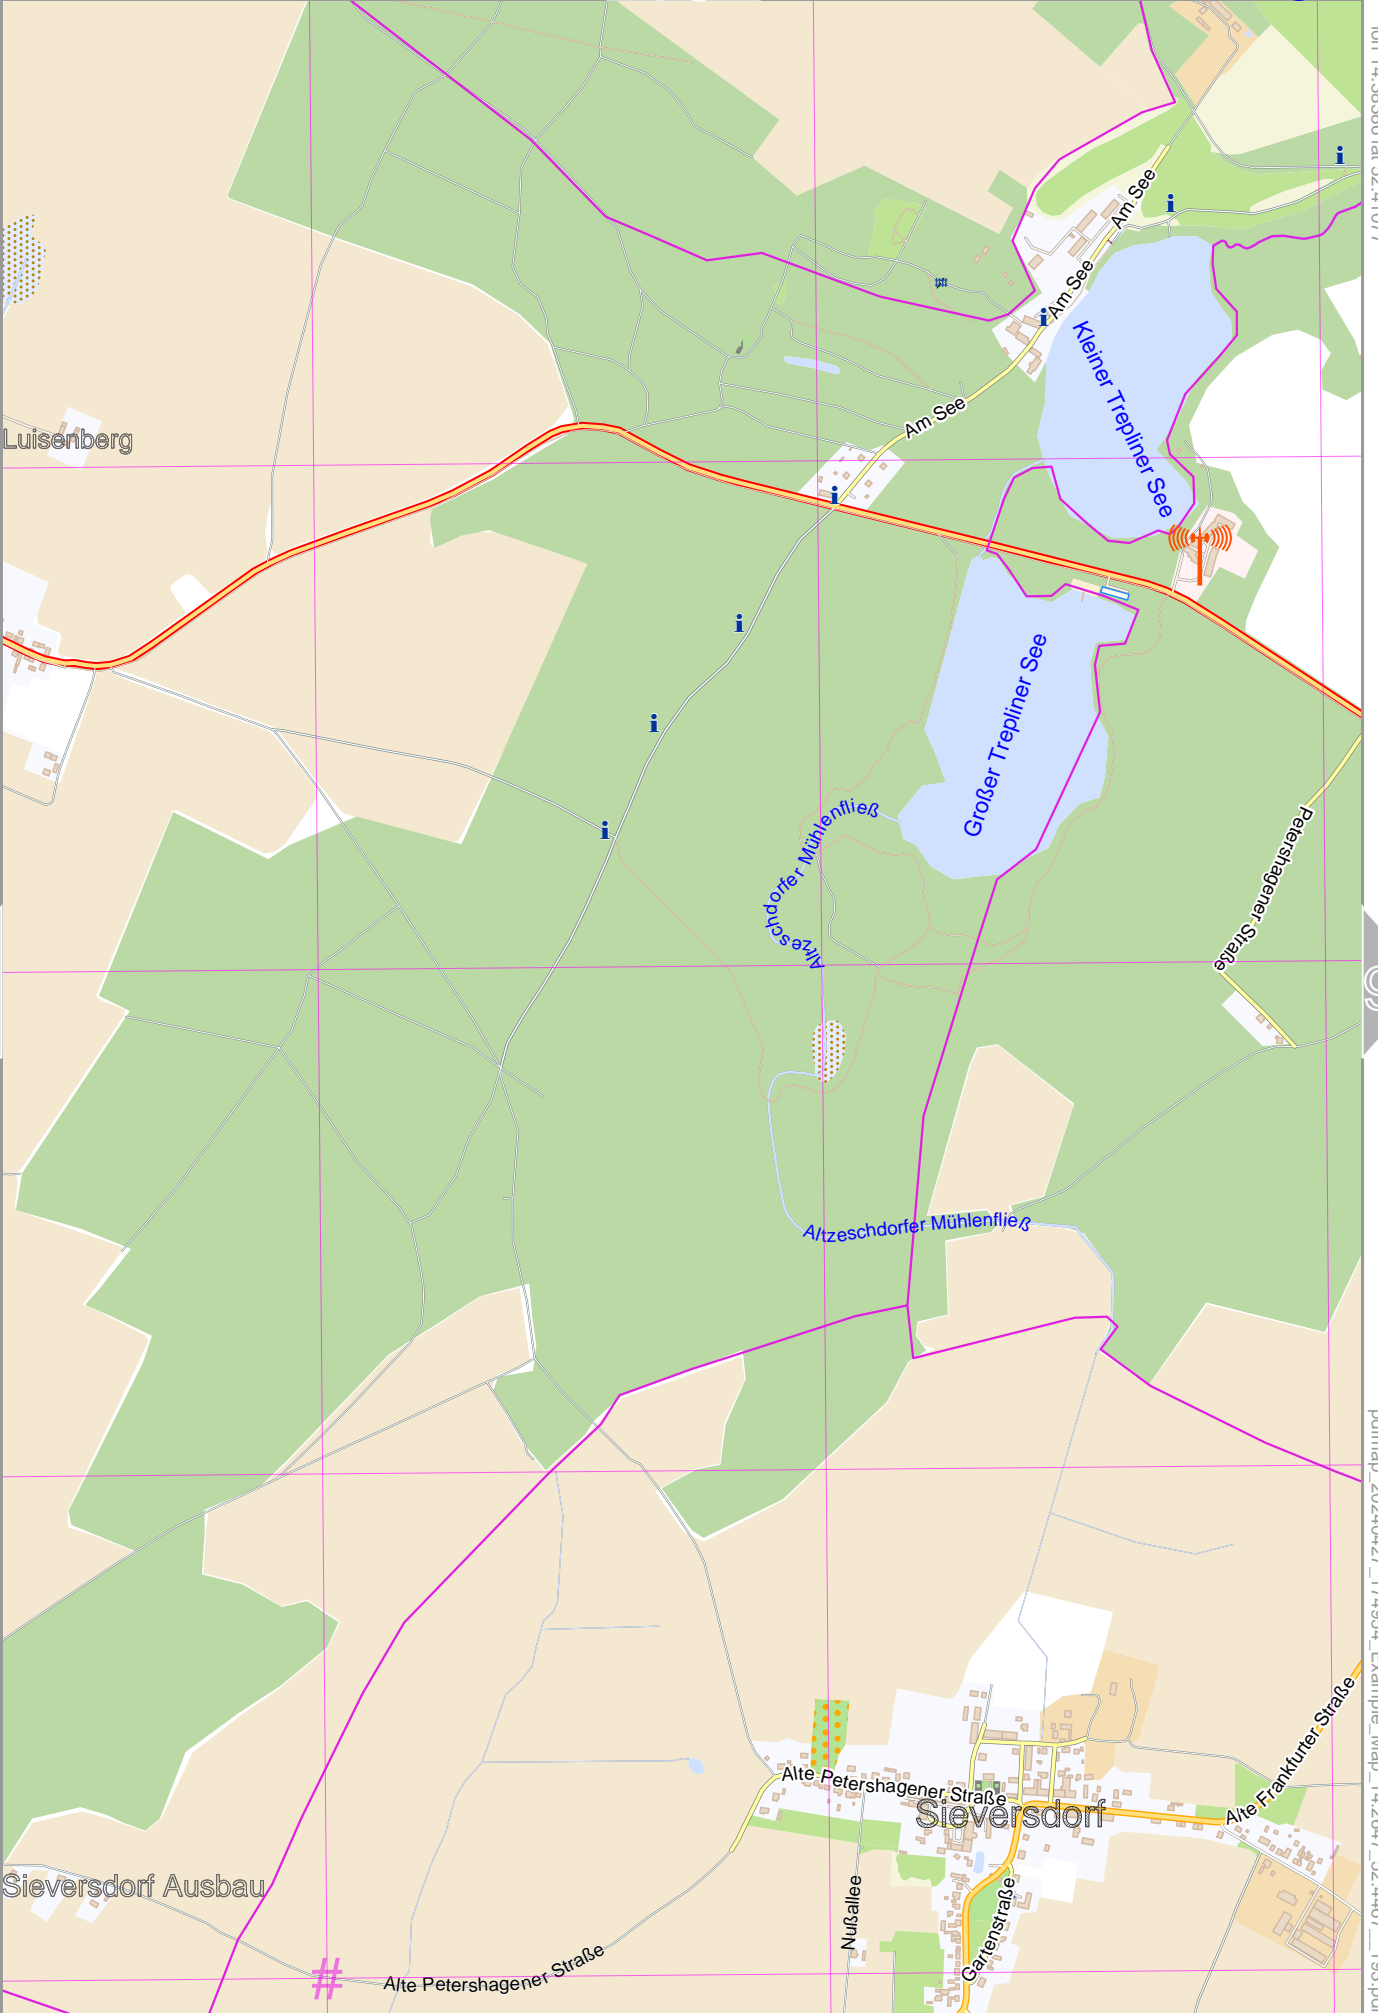 Am See
Am See
Kleiner Trepliner See
Am See
Luisenberg
Großer Trepliner See
Altzeschdorfer Mühlenfließ
Petershagener Straße
Altzeschdorfer Mühlenfließ
Alte Petershagener Straße
Sieversdorf
Alte Frankfurter Straße
Sieversdorf Ausbau
Nußallee
Gartenstraße
Alte Petershagener Straße
#